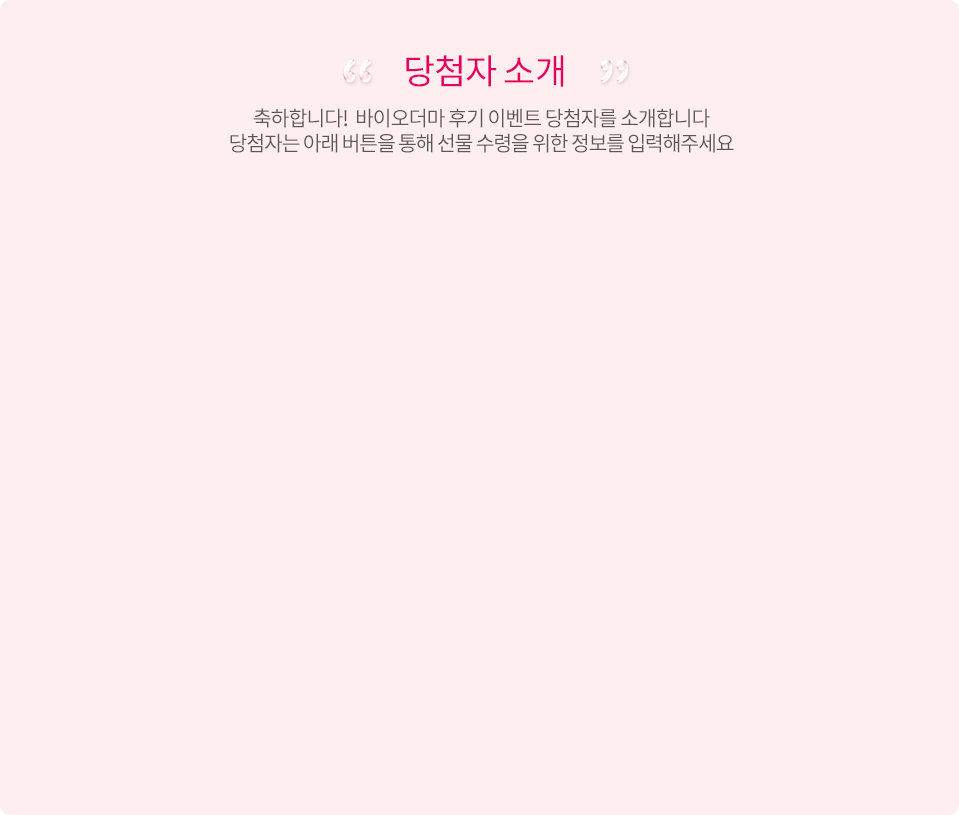 “ 당첨자 소개 ”
축하합니다! 바이오더마 후기 이벤트 당첨자를 소개합니다
당첨자는 아래 버튼을 통해 선물 수령을 위한 정보를 입력해주세요